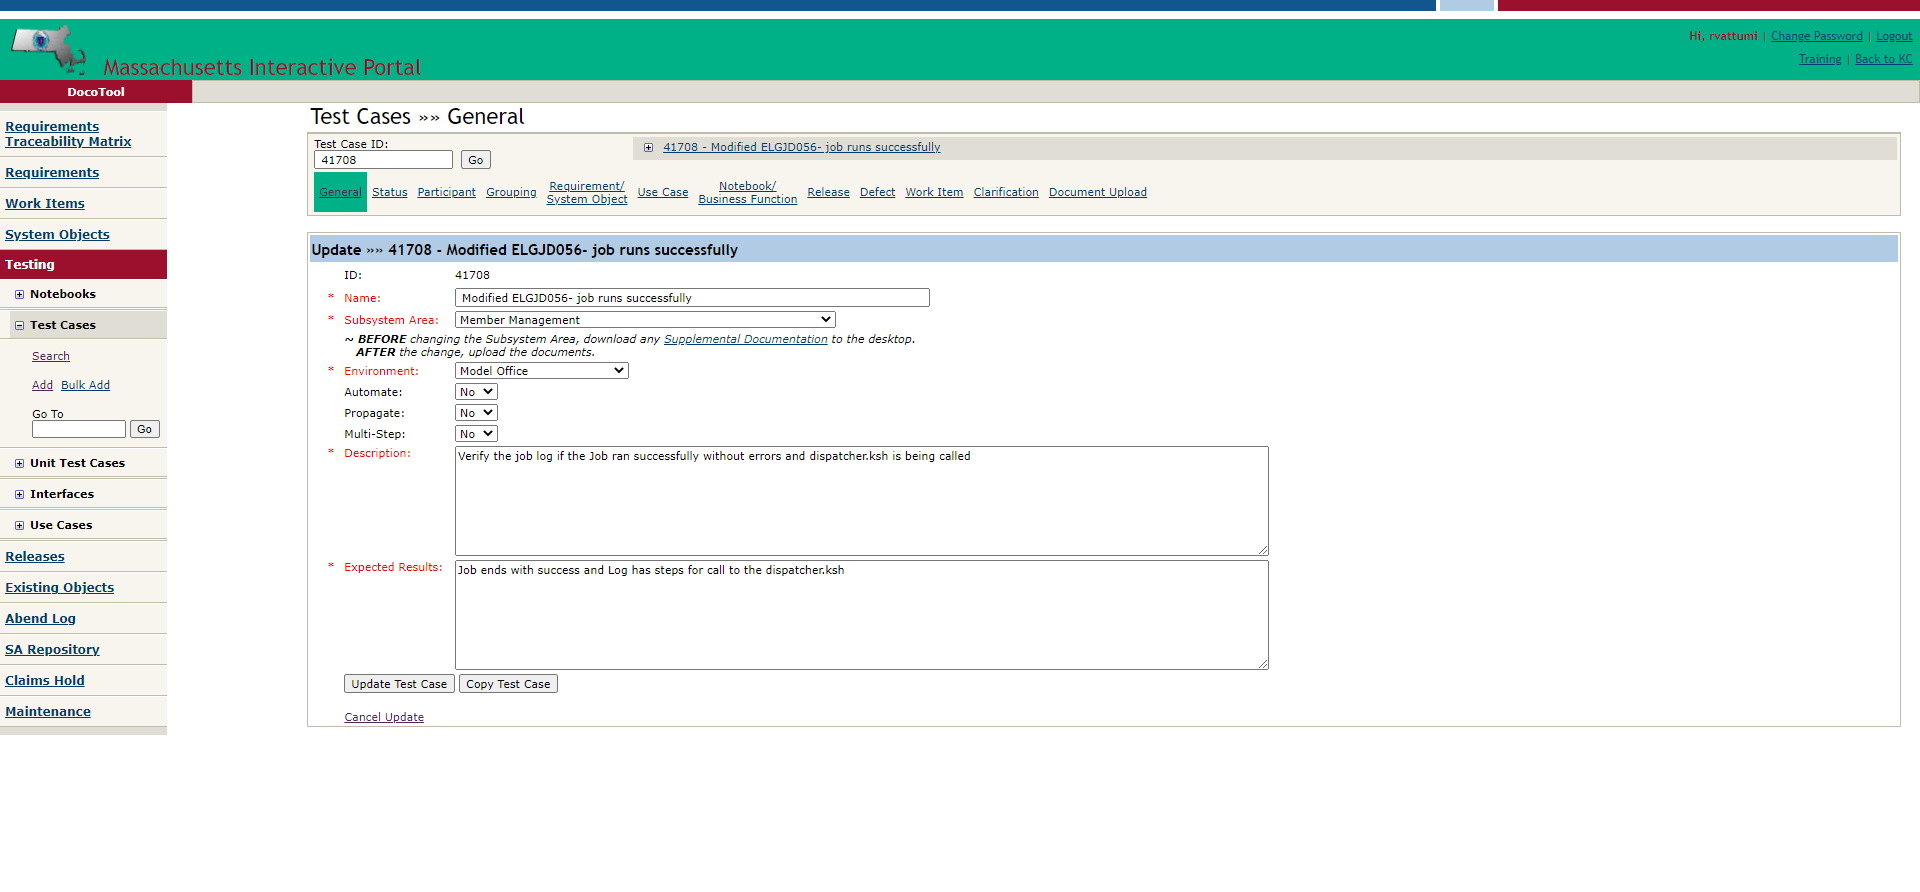 Hi, rvattumi | Change Password | Logout
Massachusetts Interactive Portal
Training | Back to KC
DocoTool
Requirements
Traceability Matrix
Requirements
Work Items
System Objects
Testing
Notebooks
Test Cases
Search
Add Bulk Add
Go To
Go
Unit Test Cases
Interfaces
Use Cases
Releases
Existing Objects
Abend Log
SA Repository
Claims Hold
Maintenance
Test Cases »» General
Test Case ID:
41708 Go
41708 - Modified ELGJD056- job runs successfully
General Status Participant Grouping Requirement/ System Object Use Case Notebook/ Business Function Release Defect Work Item Clarification Document Upload
Update »» 41708 - Modified ELGJD056- job runs successfully
ID: 41708
* Name: Modified ELGJD056- job runs successfully
* Subsystem Area: Member Management
~ BEFORE changing the Subsystem Area, download any Supplemental Documentation to the desktop.
AFTER the change, upload the documents.
* Environment: Model Office
Automate: No
Propagate: No
Multi-Step: No
* Description: Verify the job log if the Job ran successfully without errors and dispatcher.ksh is being called
* Expected Results: Job ends with success and Log has steps for call to the dispatcher.ksh
Update Test Case Copy Test Case
Cancel Update